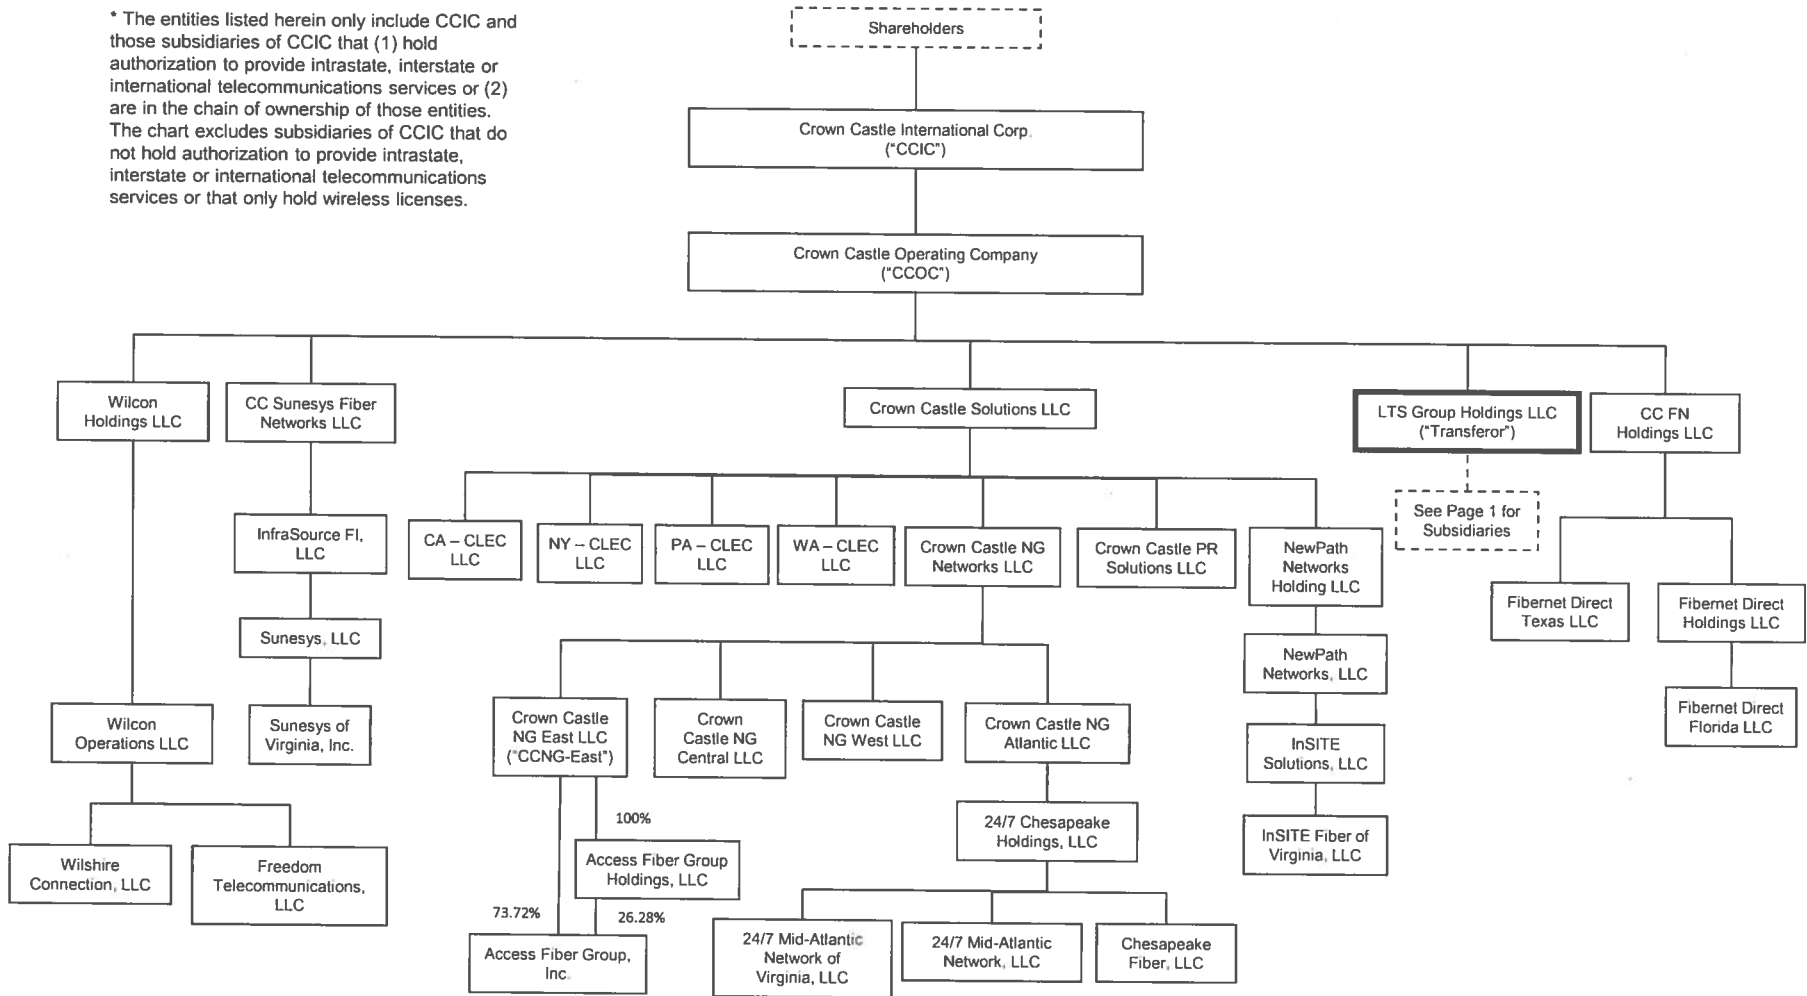 * The entities listed herein only include CCIC and
those subsidiaries of CCIC that (1) hold
authorization to provide intrastate, interstate or
international telecommunications services or (2)
are in the chain of ownership of those entities.
The chart excludes subsidiaries of CCIC that do
not hold authorization to provide intrastate,
interstate or international telecommunications
services or that only hold wireless licenses.
Shareholders
Crown Castle International Corp.
("CCIC")
Crown Castle Operating Company
("CCOC")
Wilcon
Holdings LLC
CC Sunesys Fiber
Networks LLC
Crown Castle Solutions LLC
LTS Group Holdings LLC
("Transferor")
CC FN
Holdings LLC
See Page 1 for
Subsidiaries
InfraSource FI,
LLC
CA – CLEC
LLC
NY – CLEC
LLC
PA – CLEC
LLC
WA – CLEC
LLC
Crown Castle NG
Networks LLC
Crown Castle PR
Solutions LLC
NewPath
Networks
Holding LLC
Fibernet Direct
Texas LLC
Fibernet Direct
Holdings LLC
Sunesys, LLC
NewPath
Networks, LLC
Wilcon
Operations LLC
Sunesys of
Virginia, Inc.
Crown Castle
NG East LLC
("CCNG-East")
Crown
Castle NG
Central LLC
Crown Castle
NG West LLC
Crown Castle NG
Atlantic LLC
InSITE
Solutions, LLC
Fibernet Direct
Florida LLC
100%
24/7 Chesapeake
Holdings, LLC
InSITE Fiber of
Virginia, LLC
Wilshire
Connection, LLC
Freedom
Telecommunications,
LLC
Access Fiber Group
Holdings, LLC
73.72%
26.28%
Access Fiber Group,
Inc.
24/7 Mid-Atlantic
Network of
Virginia, LLC
24/7 Mid-Atlantic
Network, LLC
Chesapeake
Fiber, LLC